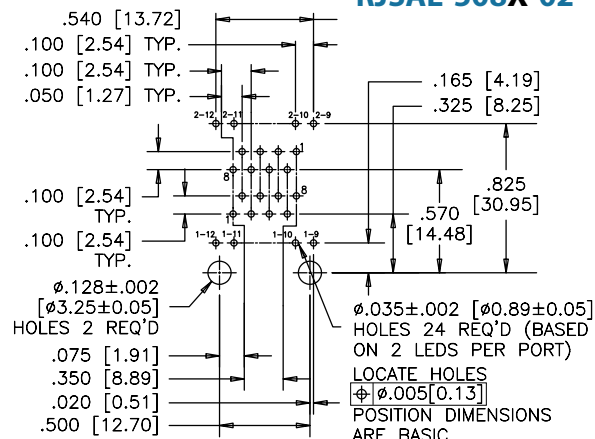 RJSAE-508X-02
.540 [13.72]
.100 [2.54] TYP.
.100 [2.54] TYP.
.050 [1.27] TYP.
.165 [4.19]
.325 [8.25]
2-12 2-11 2-10 2-9
1
8
8
1
.100 [2.54]
TYP.
.100 [2.54]
TYP.
.825
[30.95]
.570
[14.48]
1-12 1-11 1-10 1-9
ø.128±.002
[ø3.25±0.05]
HOLES 2 REQ'D
ø.035±.002 [ø0.89±0.05]
HOLES 24 REQ'D (BASED
ON 2 LEDS PER PORT)
LOCATE HOLES
⌖ ø.005[0.13]
POSITION DIMENSIONS
ARE BASIC
.075 [1.91]
.350 [8.89]
.020 [0.51]
.500 [12.70]